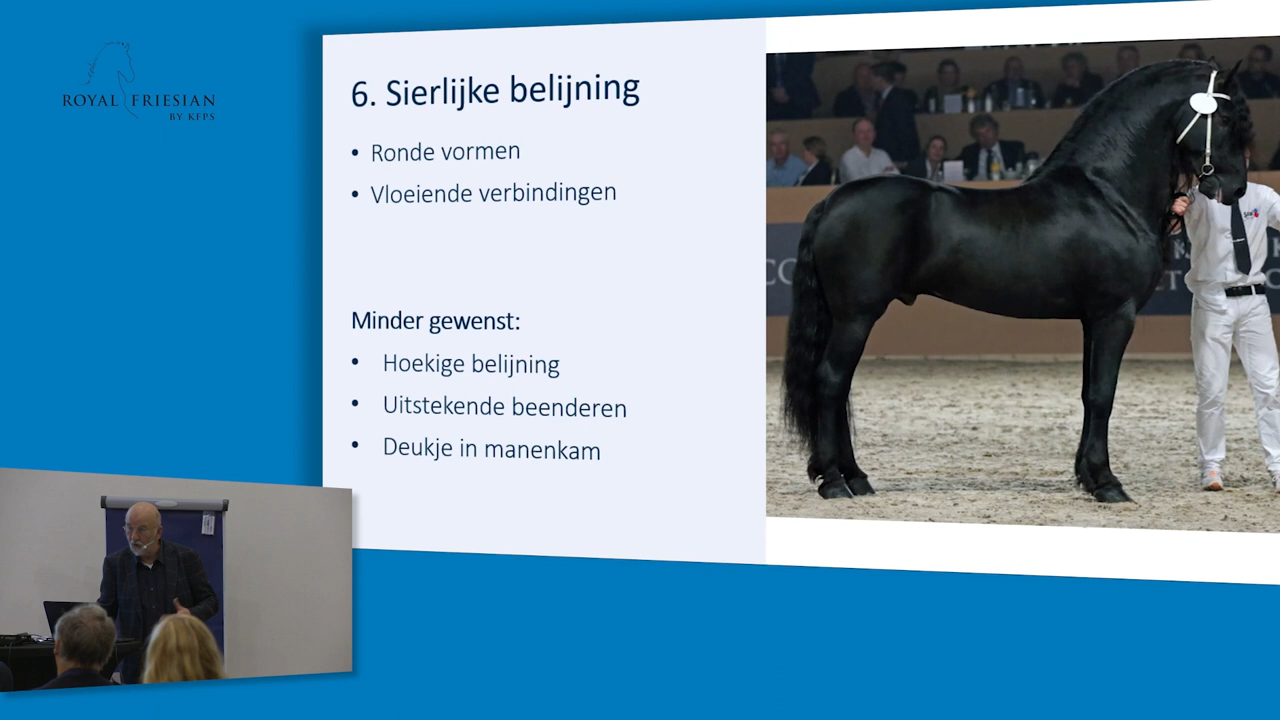 ROYAL FRIESIAN
BY KFPS
6. Sierlijke belijning
• Ronde vormen
• Vloeiende verbindingen
Minder gewenst:
• Hoekige belijning
• Uitstekende beenderen
• Deukje in manenkam